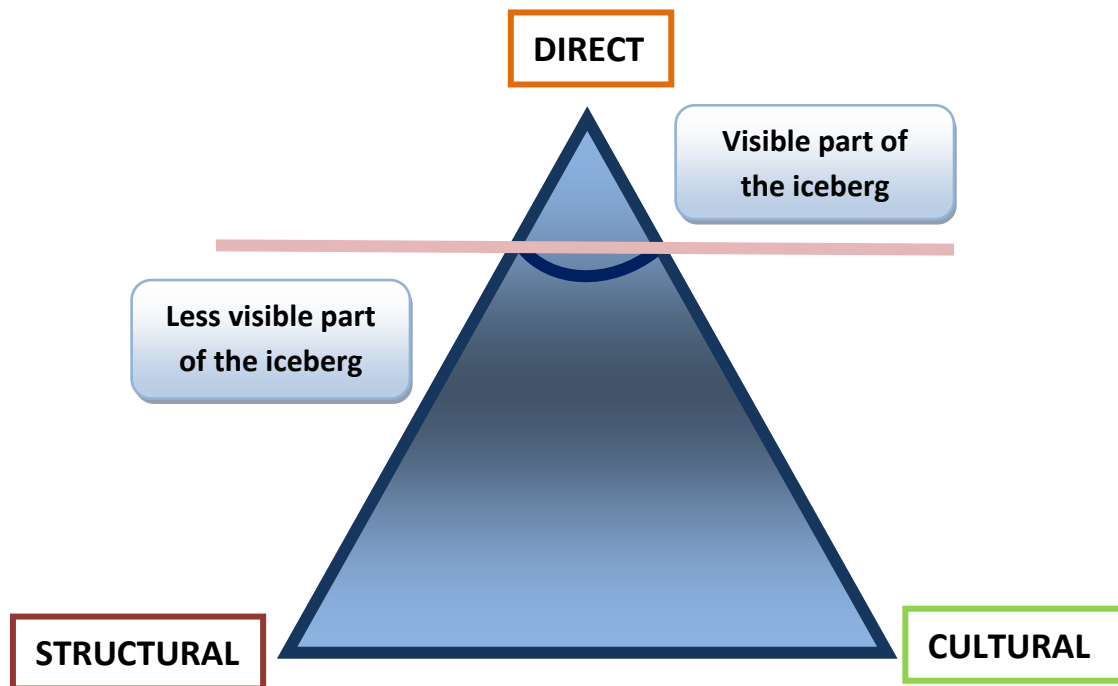 DIRECT
Visible part of
the iceberg
Less visible part
of the iceberg
STRUCTURAL
CULTURAL